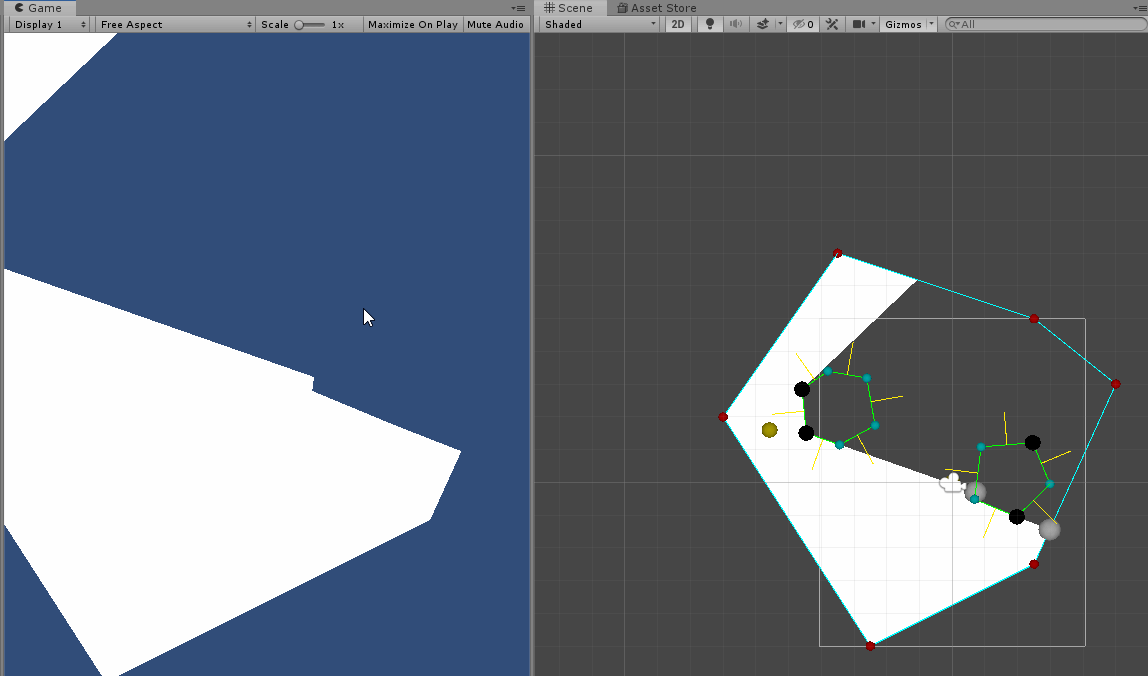 Game
Display 1
Free Aspect
Scale
1x
Maximize On Play
Mute Audio
Scene
Asset Store
Shaded
2D
0
Gizmos
All